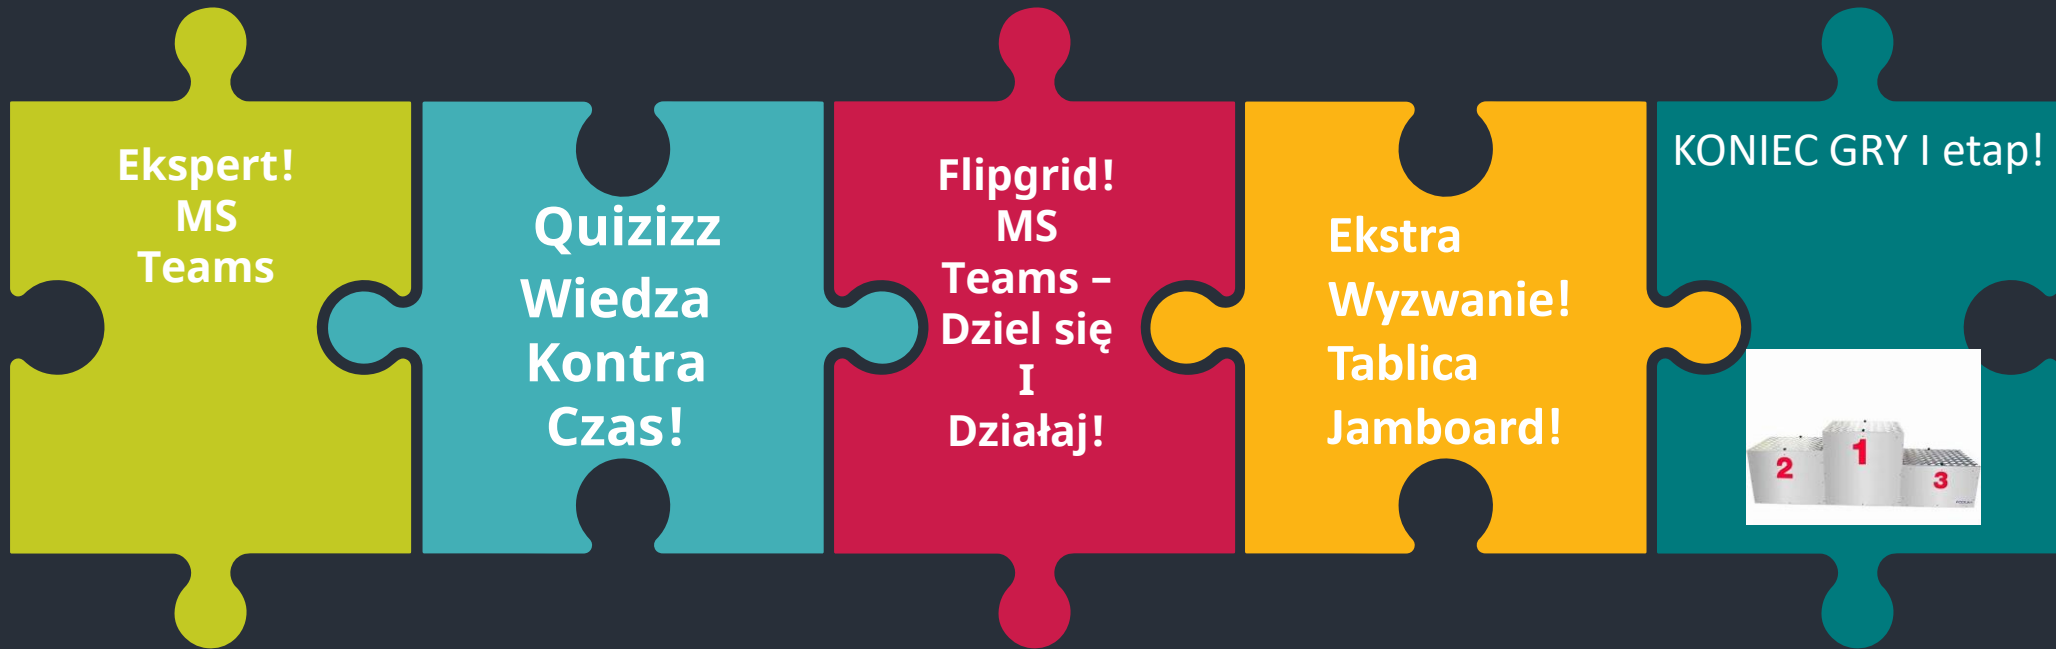 Ekspert!
MS
Teams
Quizizz
Wiedza
Kontra
Czas!
Flipgrid!
MS
Teams –
Dziel się
I
Działaj!
Ekstra
Wyzwanie!
Tablica
Jamboard!
KONIEC GRY I etap!
2
1
3